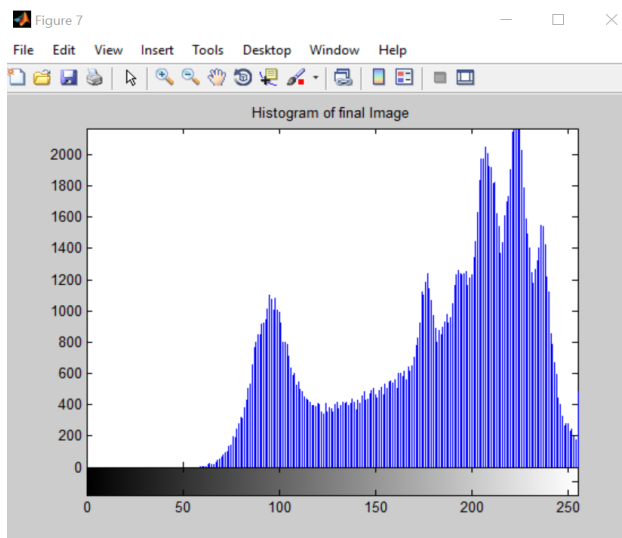 Figure 7
File Edit View Insert Tools Desktop Window Help
Histogram of final Image
2000
1800
1600
1400
1200
1000
800
600
400
200
0
0 50 100 150 200 250